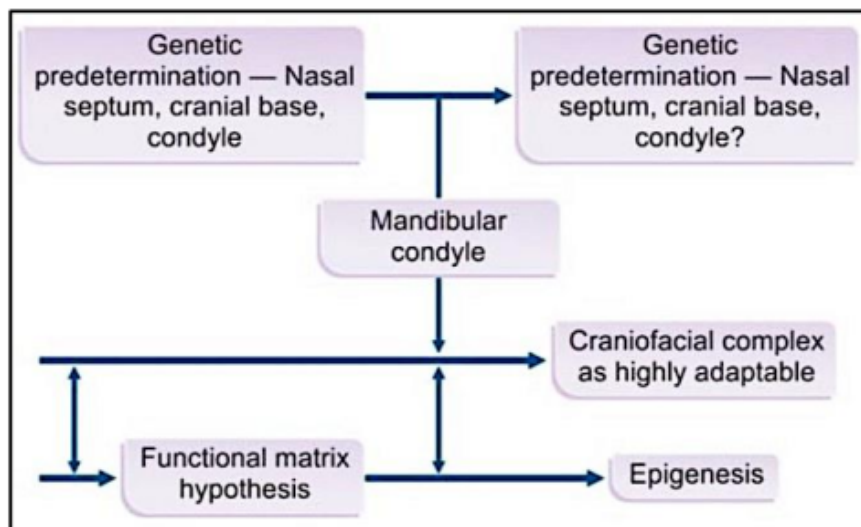 Genetic
predetermination — Nasal
septum, cranial base,
condyle
Genetic
predetermination — Nasal
septum, cranial base,
condyle?
Mandibular
condyle
Craniofacial complex
as highly adaptable
Functional matrix
hypothesis
Epigenesis